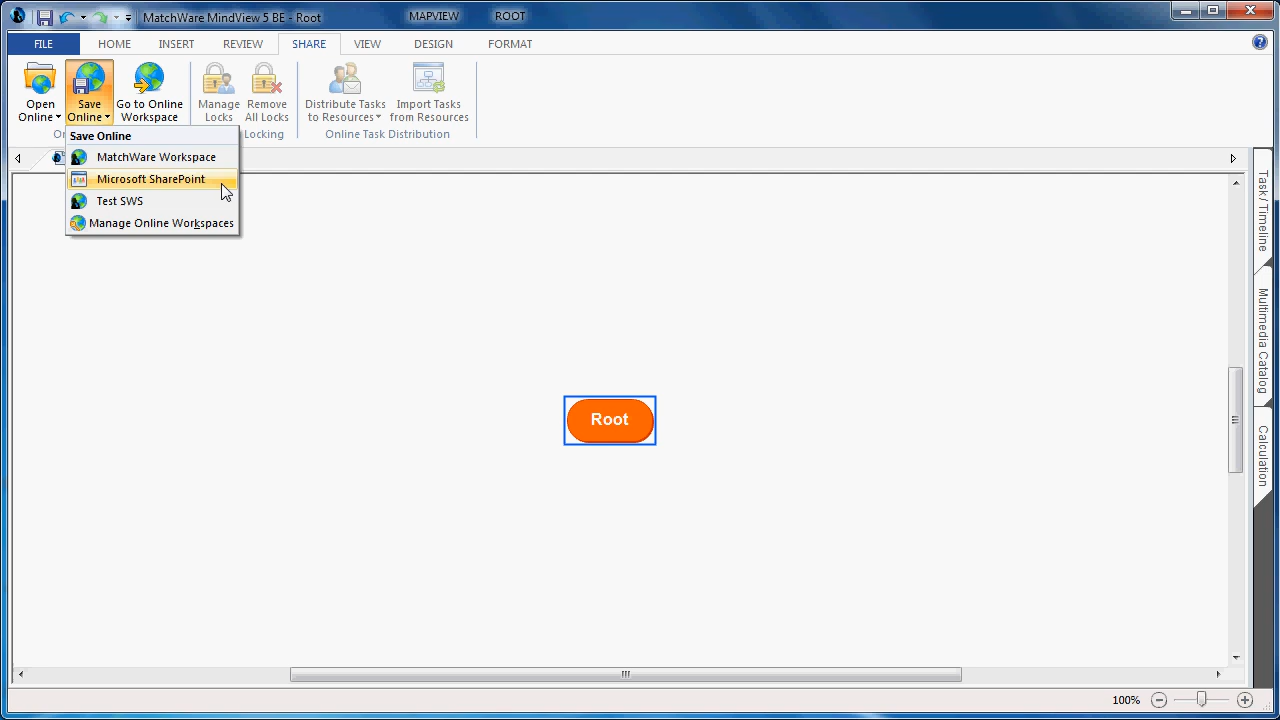 MatchWare MindView 5 BE - Root
MAPVIEW
ROOT
FILE
HOME
INSERT
REVIEW
SHARE
VIEW
DESIGN
FORMAT
Open
Online
Save
Online
Go to Online
Workspace
Manage
Locks
Remove
All Locks
Distribute Tasks
to Resources
Import Tasks
from Resources
Locking
Online Task Distribution
Save Online
MatchWare Workspace
Microsoft SharePoint
Test SWS
Manage Online Workspaces
Root
Task / Timeline
Multimedia Catalog
Calculation
100%